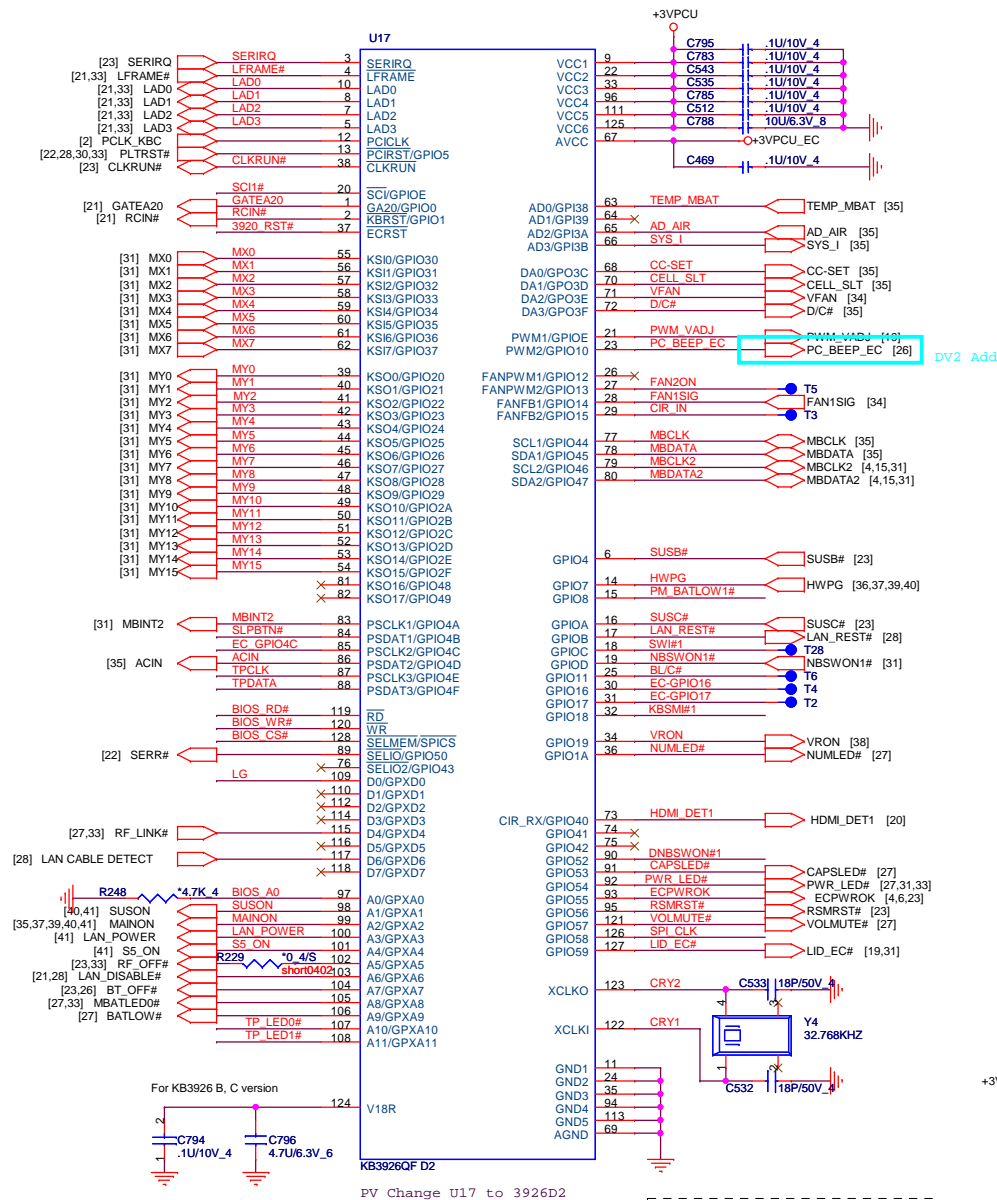 +3VPCU
U17
[23] SERIRQ SERIRQ 3 SERIRQ
[21,33] LFRAME# LFRAME# 4 LFRAME
[21,33] LAD0 LAD0 10 LAD0
[21,33] LAD1 LAD1 8 LAD1
[21,33] LAD2 LAD2 7 LAD2
[21,33] LAD3 LAD3 5 LAD3
[2] PCLK_KBC 12 PCICLK
[22,28,30,33] PLTRST# 13 PCIRST/GPIO5
[23] CLKRUN# CLKRUN# 38 CLKRUN
VCC1 9 C795 .1U/10V_4
VCC2 22 C783 .1U/10V_4
VCC3 33 C543 .1U/10V_4
VCC4 96 C535 .1U/10V_4
VCC5 111 C785 .1U/10V_4
VCC6 125 C512 .1U/10V_4
AVCC 67 C788 10U/6.3V_8
+3VPCU_EC
C469 .1U/10V_4
SCI1# 20 SCI/GPIOE
[21] GATEA20 GATEA20 1 GA20/GPIO0
[21] RCIN# RCIN# 2 KBRST/GPIO1
3920_RST# 37 ECRST
AD0/GPI38 63 TEMP_MBAT TEMP_MBAT [35]
AD1/GPI39 64
AD2/GPI3A 65 AD_AIR AD_AIR [35]
AD3/GPI3B 66 SYS_I SYS_I [35]
[31] MX0 MX0 55 KSI0/GPIO30
[31] MX1 MX1 56 KSI1/GPIO31
[31] MX2 MX2 57 KSI2/GPIO32
[31] MX3 MX3 58 KSI3/GPIO33
[31] MX4 MX4 59 KSI4/GPIO34
[31] MX5 MX5 60 KSI5/GPIO35
[31] MX6 MX6 61 KSI6/GPIO36
[31] MX7 MX7 62 KSI7/GPIO37
DA0/GPO3C 68 CC-SET CC-SET [35]
DA1/GPO3D 70 CELL_SLT CELL_SLT [35]
DA2/GPO3E 71 VFAN VFAN [34]
DA3/GPO3F 72 D/C# D/C# [35]
PWM1/GPIOE 21 PWM_VADJ PWM_VADJ [19]
PWM2/GPIO10 23 PC_BEEP_EC PC_BEEP_EC [26]
DV2 Add
[31] MY0 MY0 39 KSO0/GPIO20
[31] MY1 MY1 40 KSO1/GPIO21
[31] MY2 MY2 41 KSO2/GPIO22
[31] MY3 MY3 42 KSO3/GPIO23
[31] MY4 MY4 43 KSO4/GPIO24
[31] MY5 MY5 44 KSO5/GPIO25
[31] MY6 MY6 45 KSO6/GPIO26
[31] MY7 MY7 46 KSO7/GPIO27
[31] MY8 MY8 47 KSO8/GPIO28
[31] MY9 MY9 48 KSO9/GPIO29
[31] MY10 MY10 49 KSO10/GPIO2A
[31] MY11 MY11 50 KSO11/GPIO2B
[31] MY12 MY12 51 KSO12/GPIO2C
[31] MY13 MY13 52 KSO13/GPIO2D
[31] MY14 MY14 53 KSO14/GPIO2E
[31] MY15 MY15 54 KSO15/GPIO2F
81 KSO16/GPIO48
82 KSO17/GPIO49
FANPWM1/GPIO12 26
FANPWM2/GPIO13 27 FAN2ON T5
FANFB1/GPIO14 28 FAN1SIG FAN1SIG [34]
FANFB2/GPIO15 29 CIR_IN T3
SCL1/GPIO44 77 MBCLK MBCLK [35]
SDA1/GPIO45 78 MBDATA MBDATA [35]
SCL2/GPIO46 79 MBCLK2 MBCLK2 [4,15,31]
SDA2/GPIO47 80 MBDATA2 MBDATA2 [4,15,31]
GPIO4 6 SUSB# SUSB# [23]
GPIO7 14 HWPG HWPG [36,37,39,40]
GPIO8 15 PM_BATLOW1#
[31] MBINT2 MBINT2 83 PSCLK1/GPIO4A
SLPBTN# 84 PSDAT1/GPIO4B
EC_GPIO4C 85 PSCLK2/GPIO4C
[35] ACIN ACIN 86 PSDAT2/GPIO4D
TPCLK 87 PSCLK3/GPIO4E
TPDATA 88 PSDAT3/GPIO4F
GPIOA 16 SUSC# SUSC# [23]
GPIOB 17 LAN_REST# LAN_REST# [28]
GPIOC 18 SWI#1 T28
GPIOD 19 NBSWON1# NBSWON1# [31]
GPIO11 25 BL/C# T6
GPIO16 30 EC-GPIO16 T4
GPIO17 31 EC-GPIO17 T2
GPIO18 32 KBSMI#1
BIOS_RD# 119 RD
BIOS_WR# 120 WR
BIOS_CS# 128 SELMEM/SPICS
[22] SERR# 89 SELIO/GPIO50
76 SELIO2/GPIO43
LG 109 D0/GPXD0
110 D1/GPXD1
112 D2/GPXD2
114 D3/GPXD3
[27,33] RF_LINK# 115 D4/GPXD4
116 D5/GPXD5
[28] LAN CABLE DETECT 117 D6/GPXD6
118 D7/GPXD7
GPIO19 34 VRON VRON [38]
GPIO1A 36 NUMLED# NUMLED# [27]
CIR_RX/GPIO40 73 HDMI_DET1 HDMI_DET1 [20]
GPIO41 74
GPIO42 75
GPIO52 90 DNBSWON#1
GPIO53 91 CAPSLED# CAPSLED# [27]
GPIO54 92 PWR_LED# PWR_LED# [27,31,33]
GPIO55 93 ECPWROK ECPWROK [4,6,23]
GPIO56 95 RSMRST# RSMRST# [23]
GPIO57 121 VOLMUTE# VOLMUTE# [27]
GPIO58 126 SPI_CLK
GPIO59 127 LID_EC# LID_EC# [19,31]
R248 *4.7K_4 BIOS_A0 97 A0/GPXA0
[40,41] SUSON SUSON 98 A1/GPXA1
[35,37,39,40,41] MAINON MAINON 99 A2/GPXA2
[41] LAN_POWER LAN_POWER 100 A3/GPXA3
[41] S5_ON S5_ON 101 A4/GPXA4
[23,33] RF_OFF# R229 *0_4/S short0402 102 A5/GPXA5
[21,28] LAN_DISABLE# 103 A6/GPXA6
[23,26] BT_OFF# 104 A7/GPXA7
[27,33] MBATLED0# 105 A8/GPXA8
[27] BATLOW# 106 A9/GPXA9
TP_LED0# 107 A10/GPXA10
TP_LED1# 108 A11/GPXA11
XCLKO 123 CRY2 C533 18P/50V_4
4 3
Y4
32.768KHZ
XCLKI 122 CRY1
1 2
C532 18P/50V_4
GND1 11
GND2 24
GND3 35
GND4 94
GND5 113
AGND 69
For KB3926 B, C version
124 V18R
2 1 C794 .1U/10V_4
C796 4.7U/6.3V_6
KB3926QF D2
PV Change U17 to 3926D2